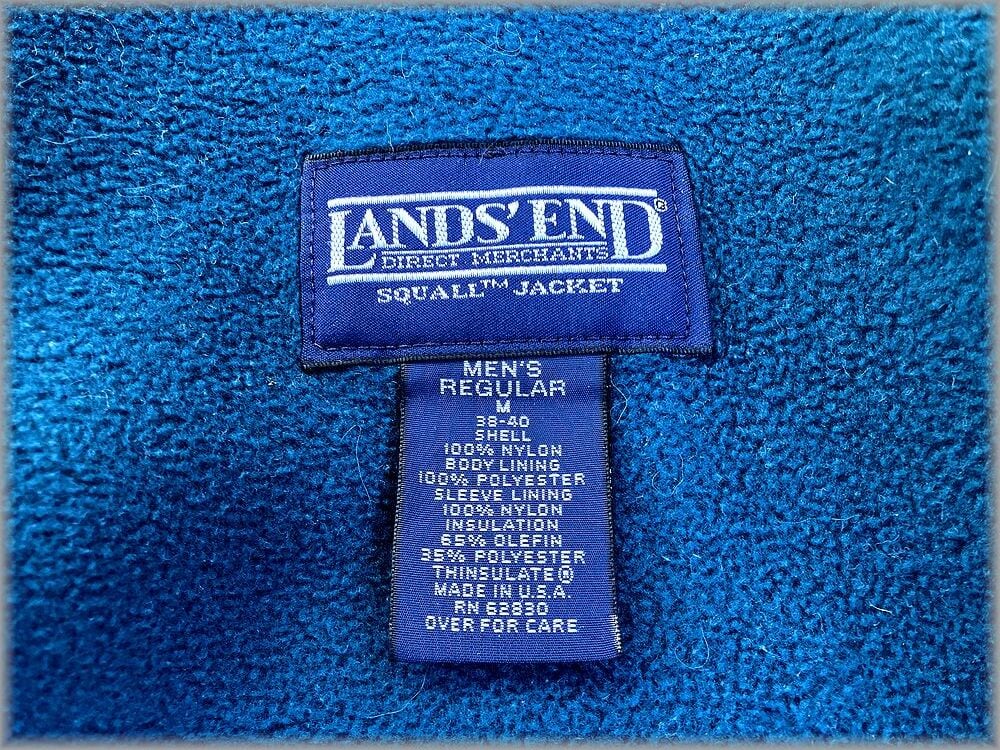 LANDS' END®
DIRECT MERCHANTS
SQUALL™ JACKET
MEN'S
REGULAR
M
38-40
SHELL
100% NYLON
BODY LINING
100% POLYESTER
SLEEVE LINING
100% NYLON
INSULATION
65% OLEFIN
35% POLYESTER
THINSULATE®
MADE IN U.S.A.
RN 62830
OVER FOR CARE